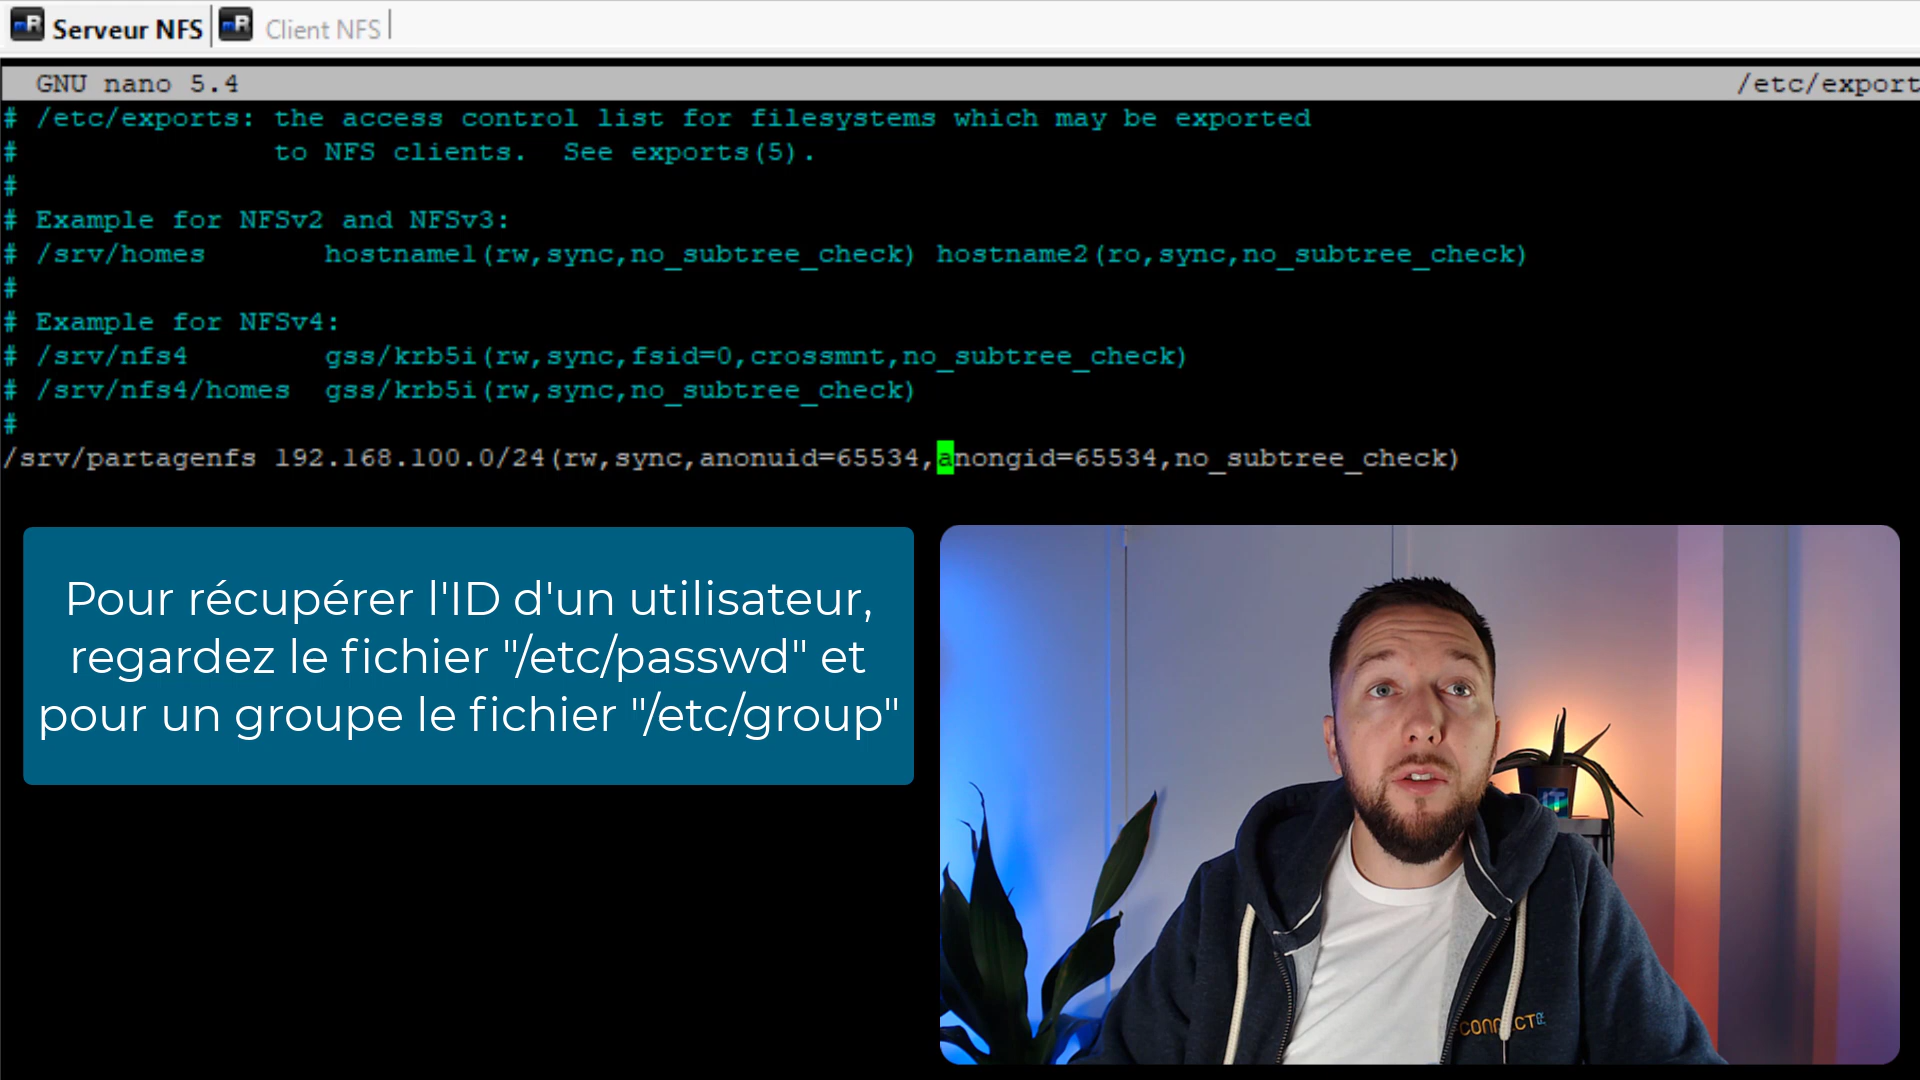 Serveur NFS
Client NFS
GNU nano 5.4
/etc/export
# /etc/exports: the access control list for filesystems which may be exported
# to NFS clients. See exports(5).
#
# Example for NFSv2 and NFSv3:
# /srv/homes hostname1(rw,sync,no_subtree_check) hostname2(ro,sync,no_subtree_check)
#
# Example for NFSv4:
# /srv/nfs4 gss/krb5i(rw,sync,fsid=0,crossmnt,no_subtree_check)
# /srv/nfs4/homes gss/krb5i(rw,sync,no_subtree_check)
#
/srv/partagenfs 192.168.100.0/24(rw,sync,anonuid=65534,anongid=65534,no_subtree_check)
Pour récupérer l'ID d'un utilisateur,
regardez le fichier "/etc/passwd" et
pour un groupe le fichier "/etc/group"
IT